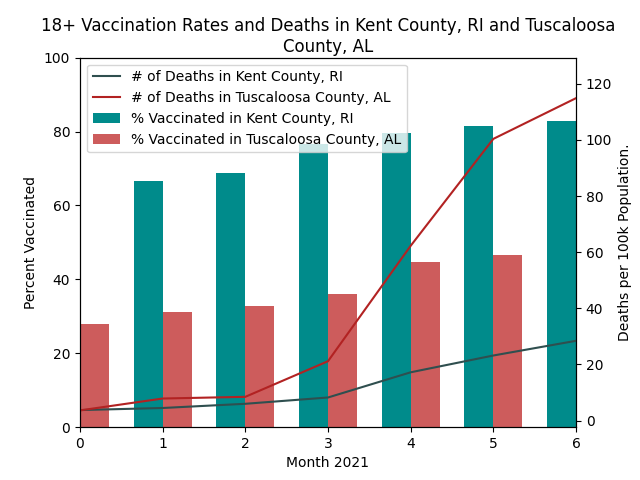 18+ Vaccination Rates and Deaths in Kent County, RI and Tuscaloosa
County, AL
# of Deaths in Kent County, RI
# of Deaths in Tuscaloosa County, AL
% Vaccinated in Kent County, RI
% Vaccinated in Tuscaloosa County, AL
Percent Vaccinated
100
80
60
40
20
0
Deaths per 100k Population.
120
100
80
60
40
20
0
0 1 2 3 4 5 6
Month 2021